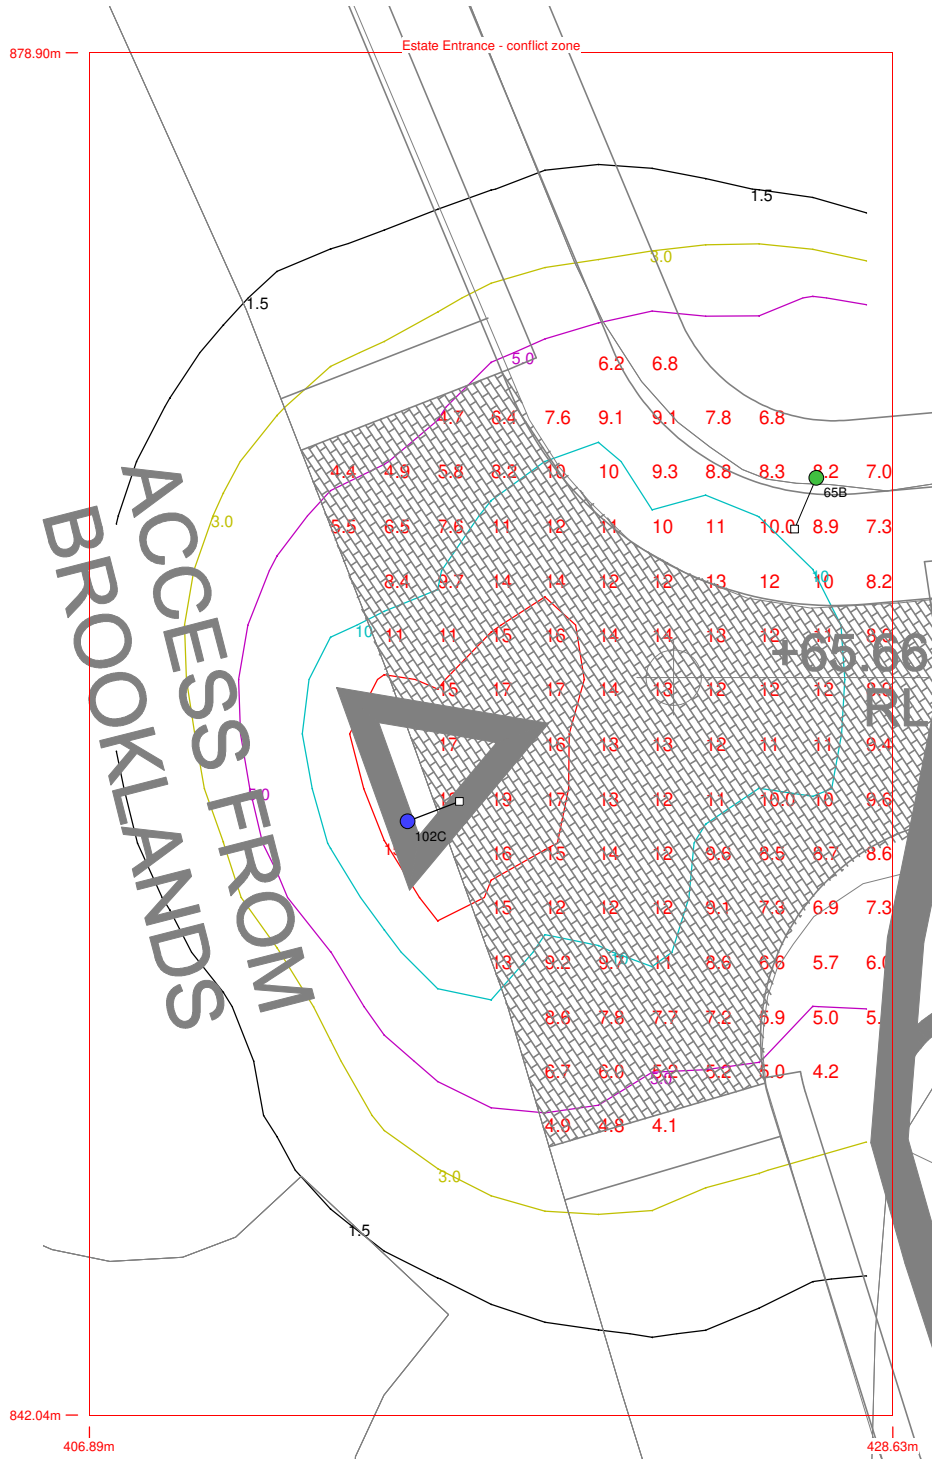 Estate Entrance - conflict zone
878.90m
1.5
3.0
1.5
5.0
6.2 6.8
4.7 6.4 7.6 9.1 9.1 7.8 6.8
4.4 4.9 5.8 8.2 10 10 9.3 8.8 8.3 8.2 7.0
65B
3.0
5.5 6.5 7.6 11 12 11 10 11 10.0 8.9 7.3
8.4 9.7 14 14 12 12 13 12 10 8.2
10
10
11 11 15 16 14 14 13 12 11
+65.66
RL
15 17 17 14 13 12 12 12
17 16 13 13 12 11 11 9.4
19 17 13 12 11 10.0 10 9.6
102C
ACCESS FROM
BROOKLANDS
16 15 14 12 9.6 8.5 8.7 8.6
15 12 12 12 9.1 7.3 6.9 7.3
13 9.2 9.7 11 8.6 6.6 5.7
8.6 7.8 7.7 7.2 5.9 5.0
6.7 6.0 5.2 5.2 5.0 4.2
5.0
4.9 4.8 4.1
3.0
1.5
842.04m
406.89m 428.63m